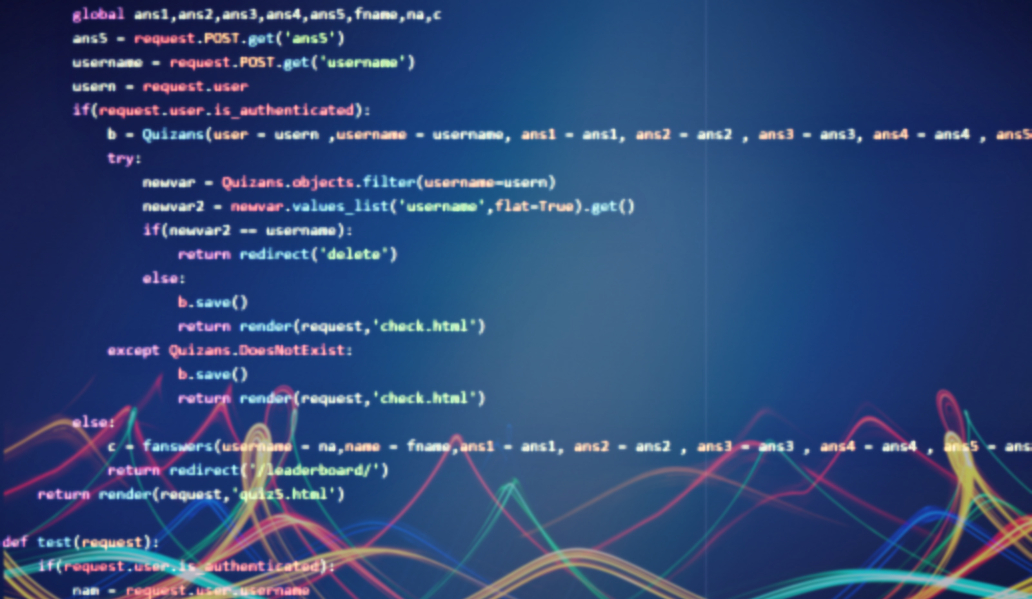 global ans1,ans2,ans3,ans4,ans5,fname,na,c
ans5 = request.POST.get('ans5')
username = request.POST.get('username')
usern = request.user
if(request.user.is_authenticated):
b = Quizans(user = usern ,username = username, ans1 = ans1, ans2 = ans2 , ans3 = ans3, ans4 = ans4 , ans5
try:
newvar = Quizans.objects.filter(username=usern)
newvar2 = newvar.values_list('username',flat=True).get()
if(newvar2 == username):
return redirect('delete')
else:
b.save()
return render(request,'check.html')
except Quizans.DoesNotExist:
b.save()
return render(request,'check.html')
else:
c = fanswers(username = na,name = fname,ans1 = ans1, ans2 = ans2 , ans3 = ans3 , ans4 = ans4 , ans5 = ans
return redirect('/leaderboard/')
return render(request,'quiz5.html')
def test(request):
if(request.user.is_authenticated):
nam = request.user.username